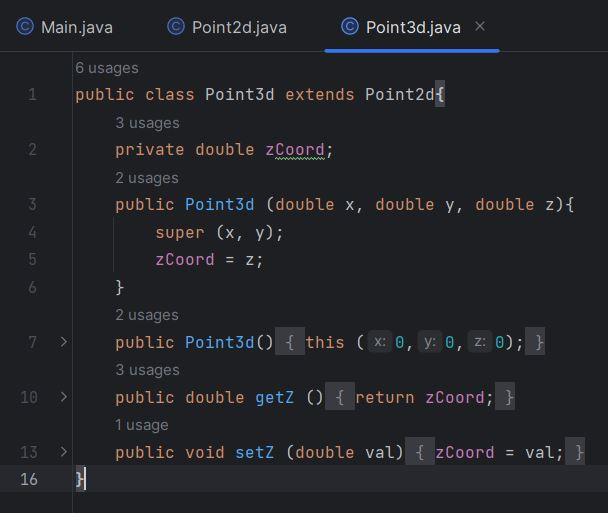 Main.java Point2d.java Point3d.java
6 usages
1 public class Point3d extends Point2d{
3 usages
2 private double zCoord;
2 usages
3 public Point3d (double x, double y, double z){
4 super (x, y);
5 zCoord = z;
6 }
2 usages
7 public Point3d() { this ( x: 0, y: 0, z: 0); }
3 usages
10 public double getZ () { return zCoord; }
1 usage
13 public void setZ (double val) { zCoord = val; }
16 }